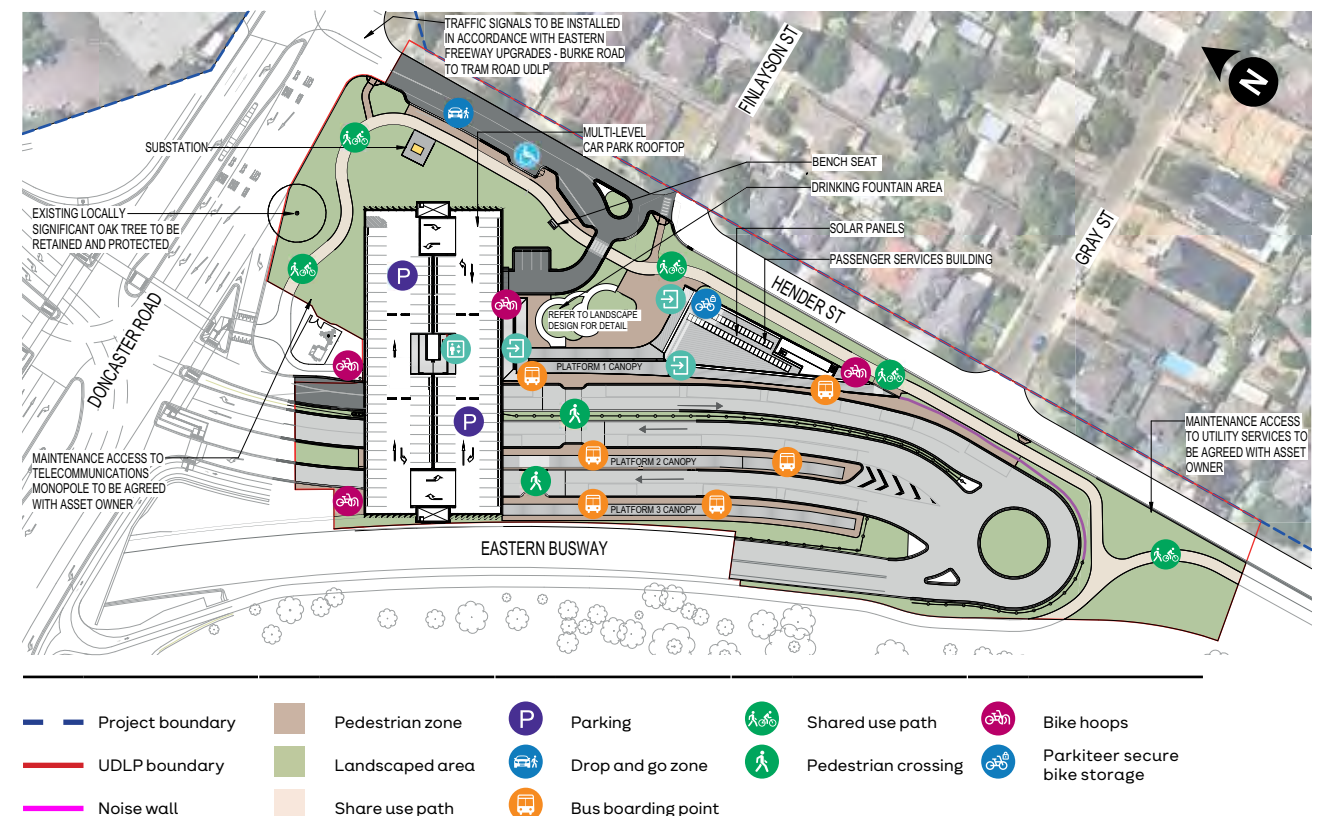 TRAFFIC SIGNALS TO BE INSTALLED
IN ACCORDANCE WITH EASTERN
FREEWAY UPGRADES - BURKE ROAD
TO TRAM ROAD UDLP
FINLAYSON ST
N
SUBSTATION
MULTI-LEVEL
CAR PARK ROOFTOP
BENCH SEAT
DRINKING FOUNTAIN AREA
EXISTING LOCALLY
SIGNIFICANT OAK TREE TO BE
RETAINED AND PROTECTED
SOLAR PANELS
PASSENGER SERVICES BUILDING
GRAY ST
P
HENDER ST
REFER TO LANDSCAPE
DESIGN FOR DETAIL
DONCASTER ROAD
PLATFORM 1 CANOPY
P
MAINTENANCE ACCESS
TO UTILITY SERVICES TO
BE AGREED WITH ASSET
OWNER
MAINTENANCE ACCESS TO
TELECOMMUNICATIONS
MONOPOLE TO BE AGREED
WITH ASSET OWNER
PLATFORM 2 CANOPY
PLATFORM 3 CANOPY
EASTERN BUSWAY
Project boundary
Pedestrian zone
P
Parking
Shared use path
Bike hoops
UDLP boundary
Landscaped area
Drop and go zone
Pedestrian crossing
Parkiteer secure
bike storage
Noise wall
Share use path
Bus boarding point